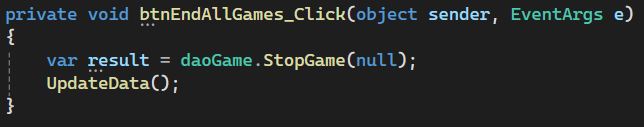 private void btnEndAllGames_Click(object sender, EventArgs e)
{
    var result = daoGame.StopGame(null);
    UpdateData();
}